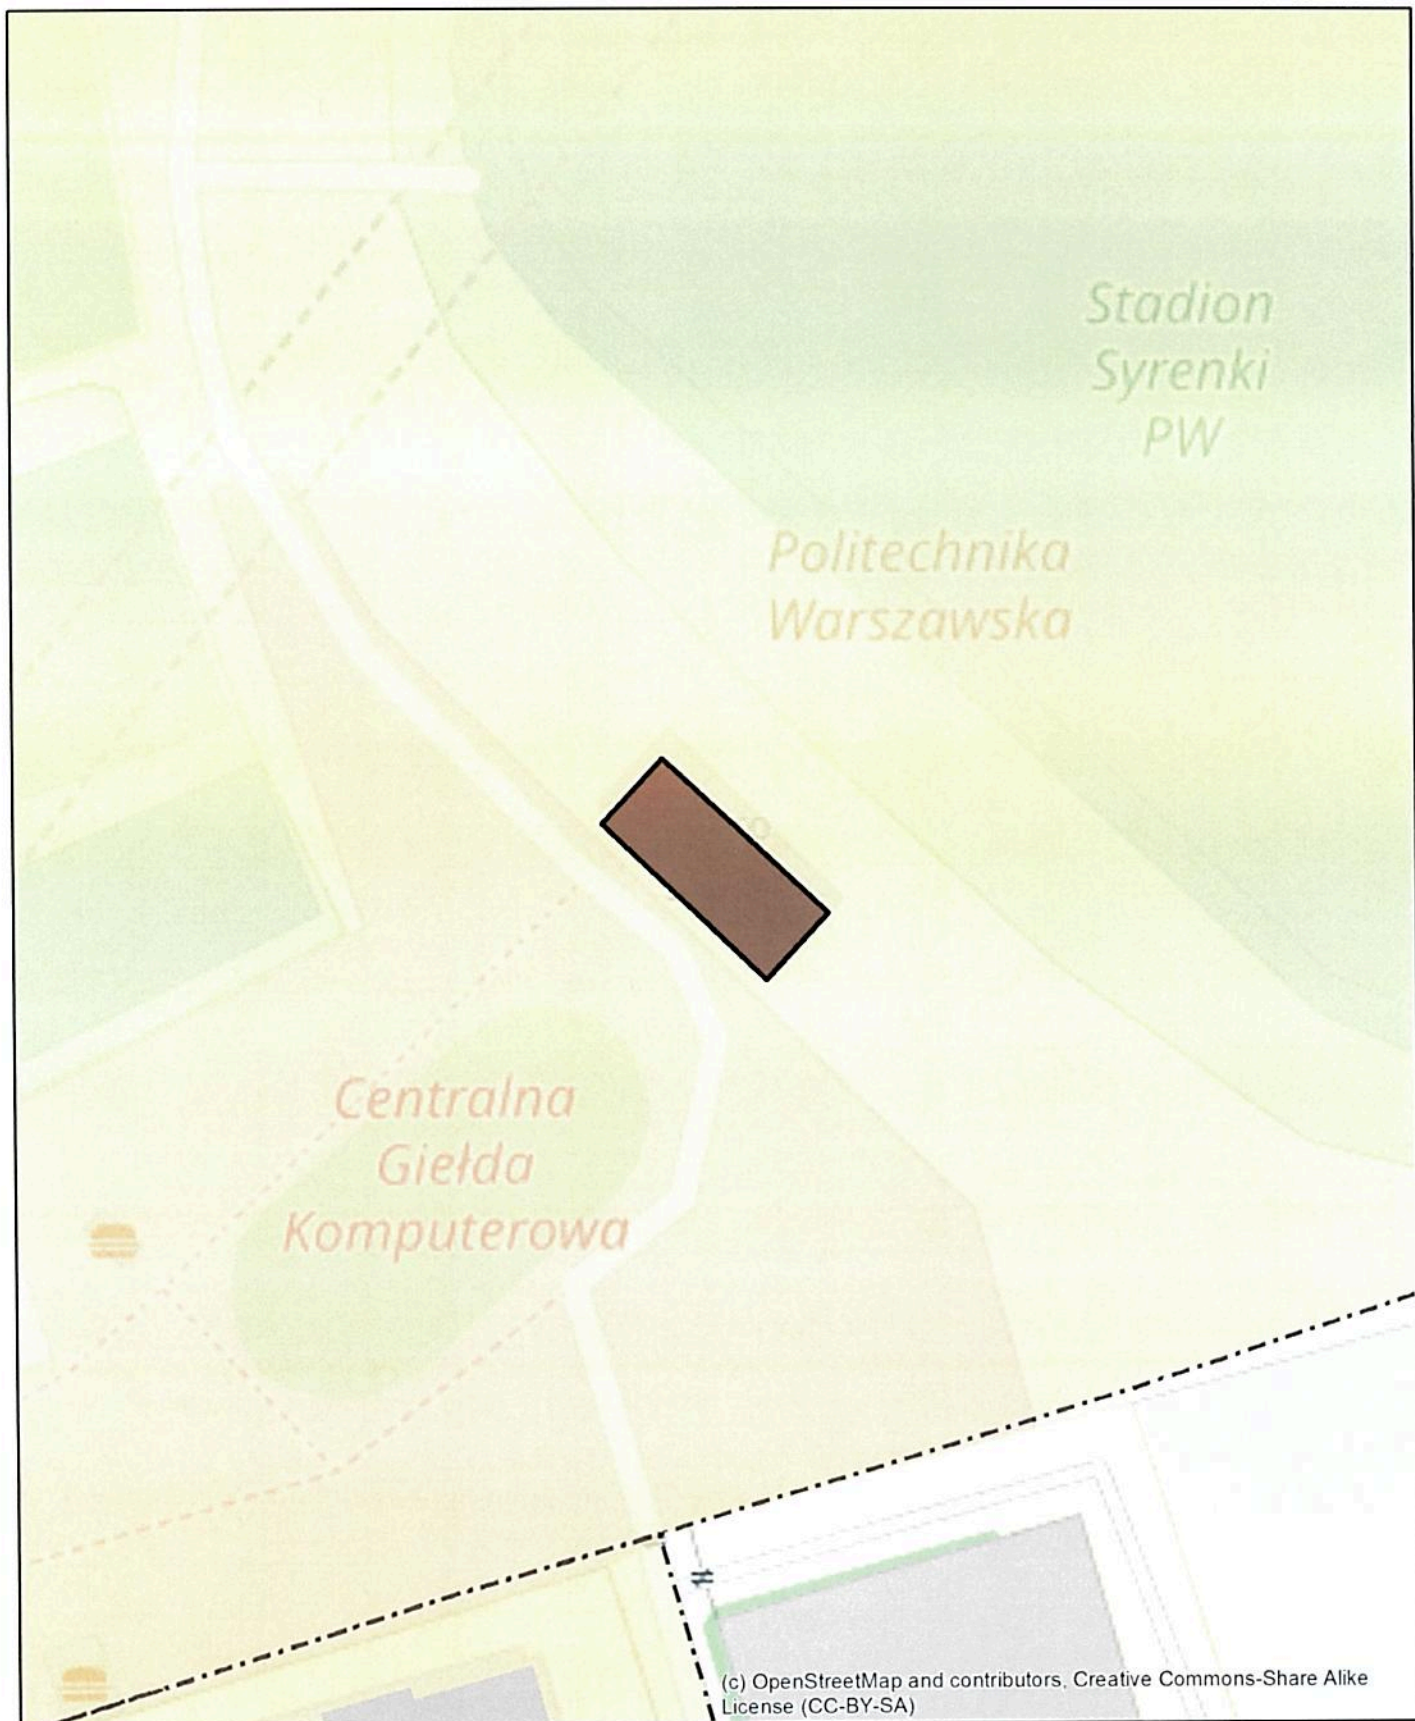 Stadion
Syrenki
PW
Politechnika
Warszawska
Centralna
Giełda
Komputerowa
(c) OpenStreetMap and contributors, Creative Commons-Share Alike
License (CC-BY-SA)